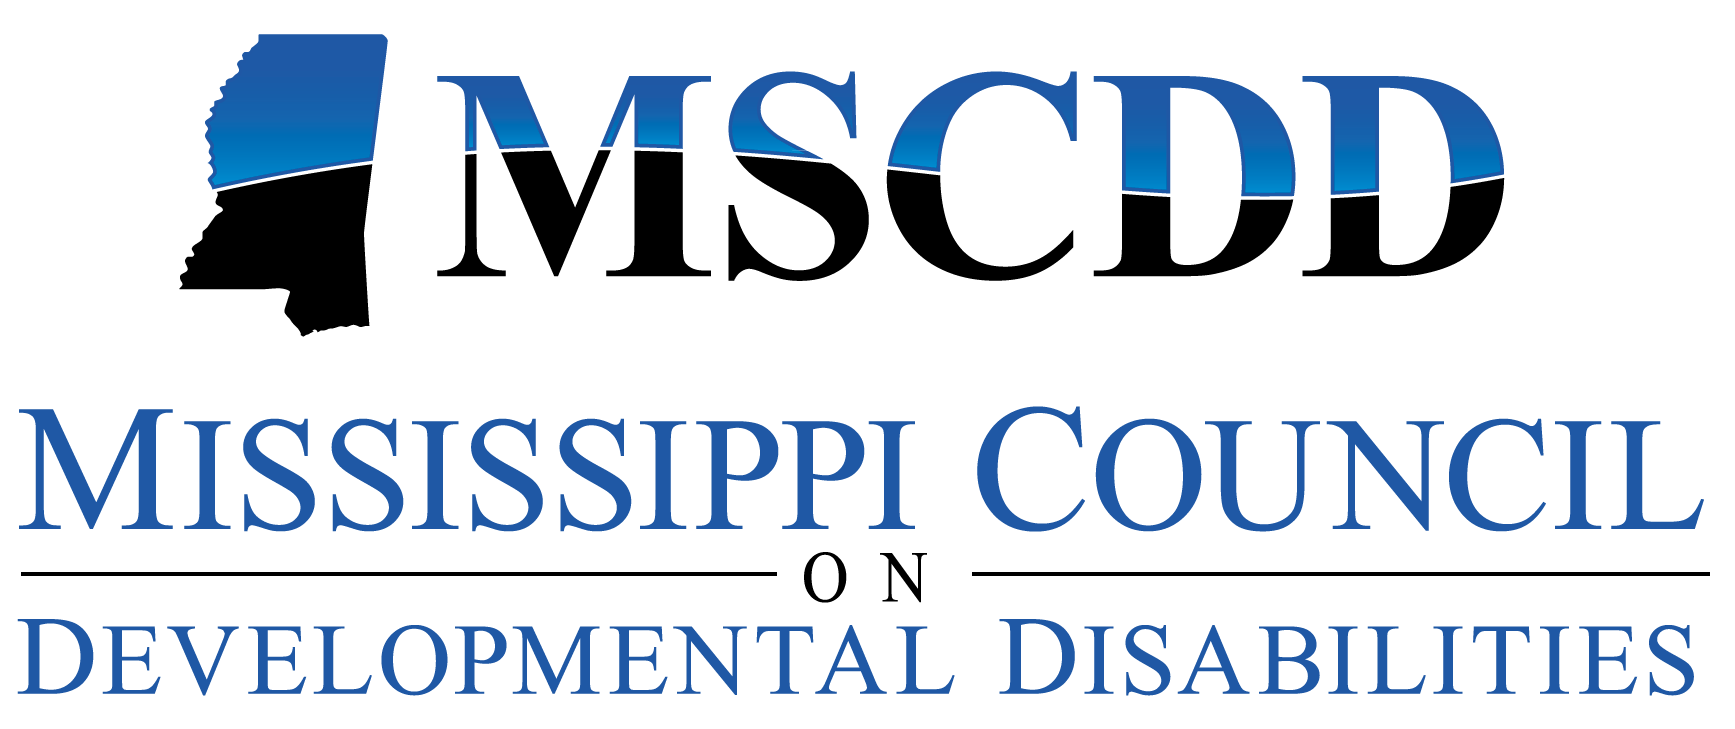 MSCDD
MISSISSIPPI COUNCIL
ON
DEVELOPMENTAL DISABILITIES